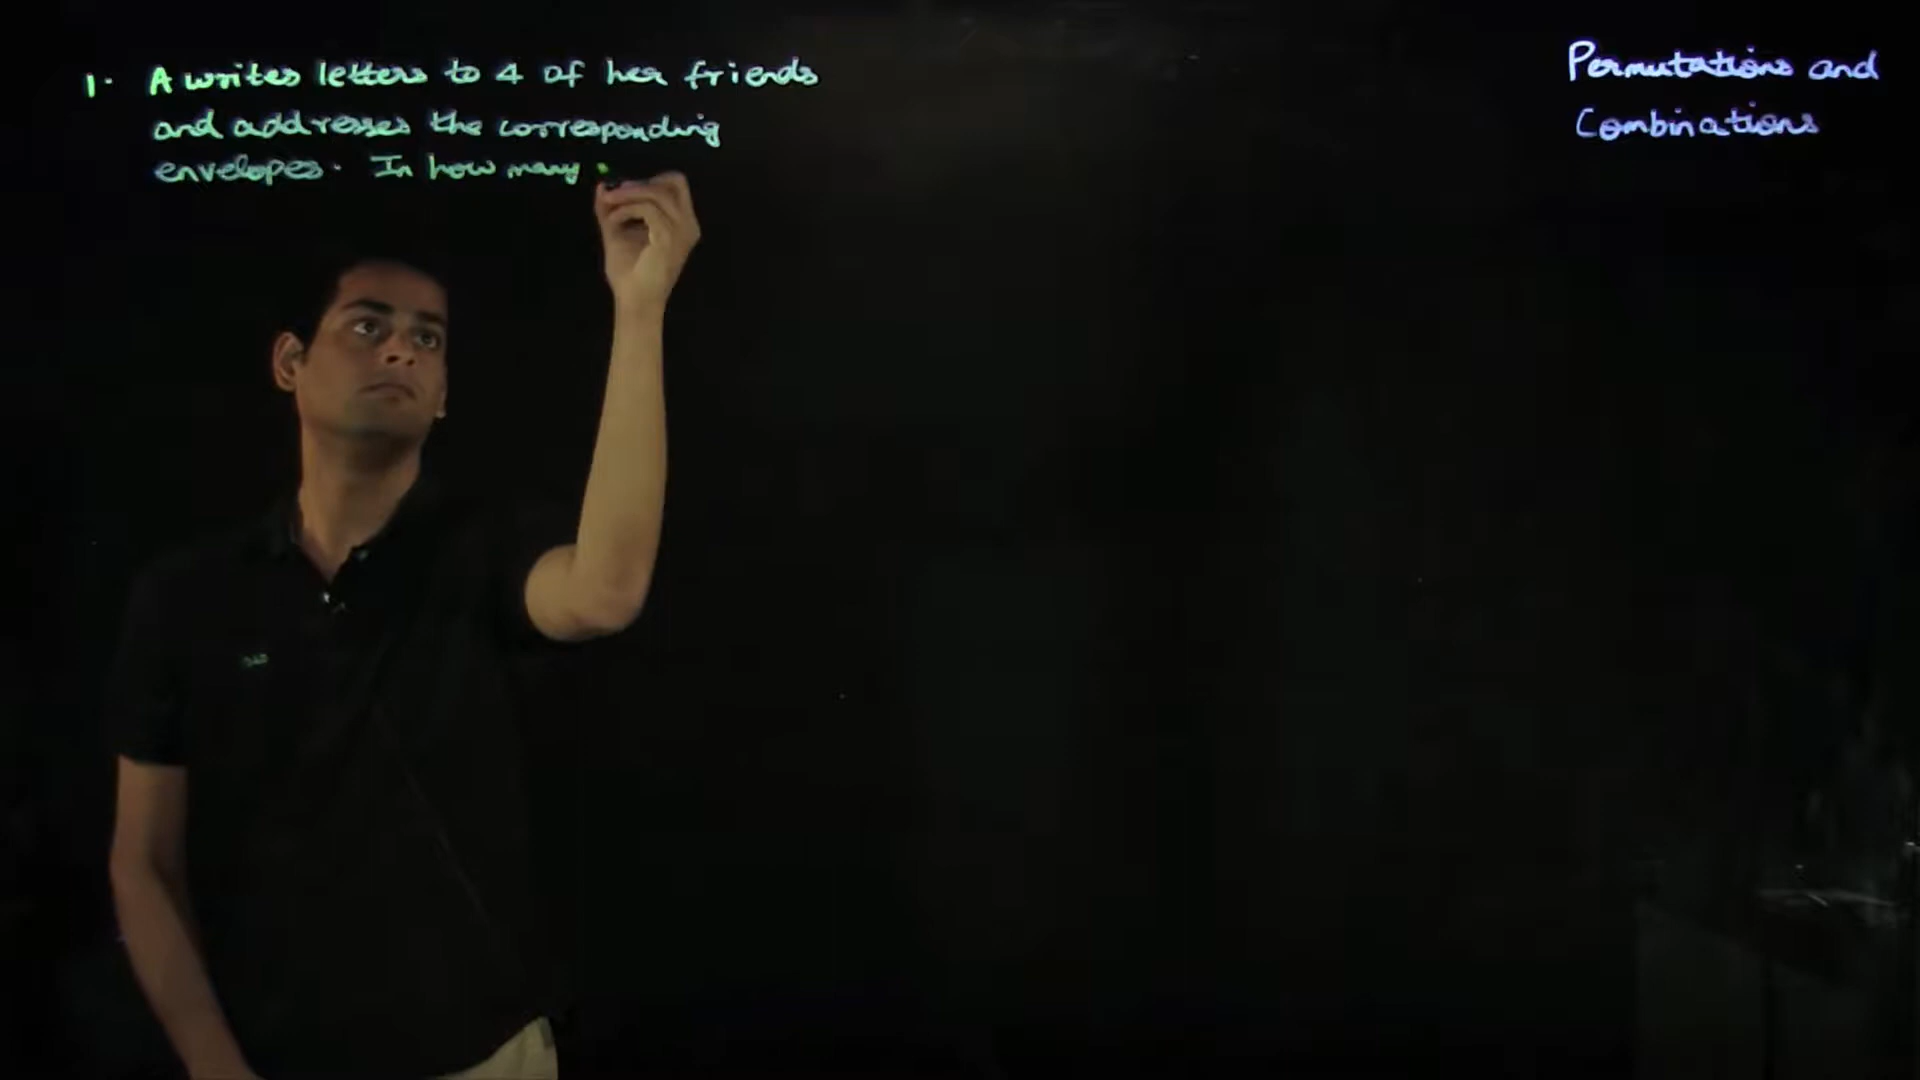 1. A writes letters to 4 of her friends
and addresses the corresponding
envelopes. In how many
Permutations and
Combinations